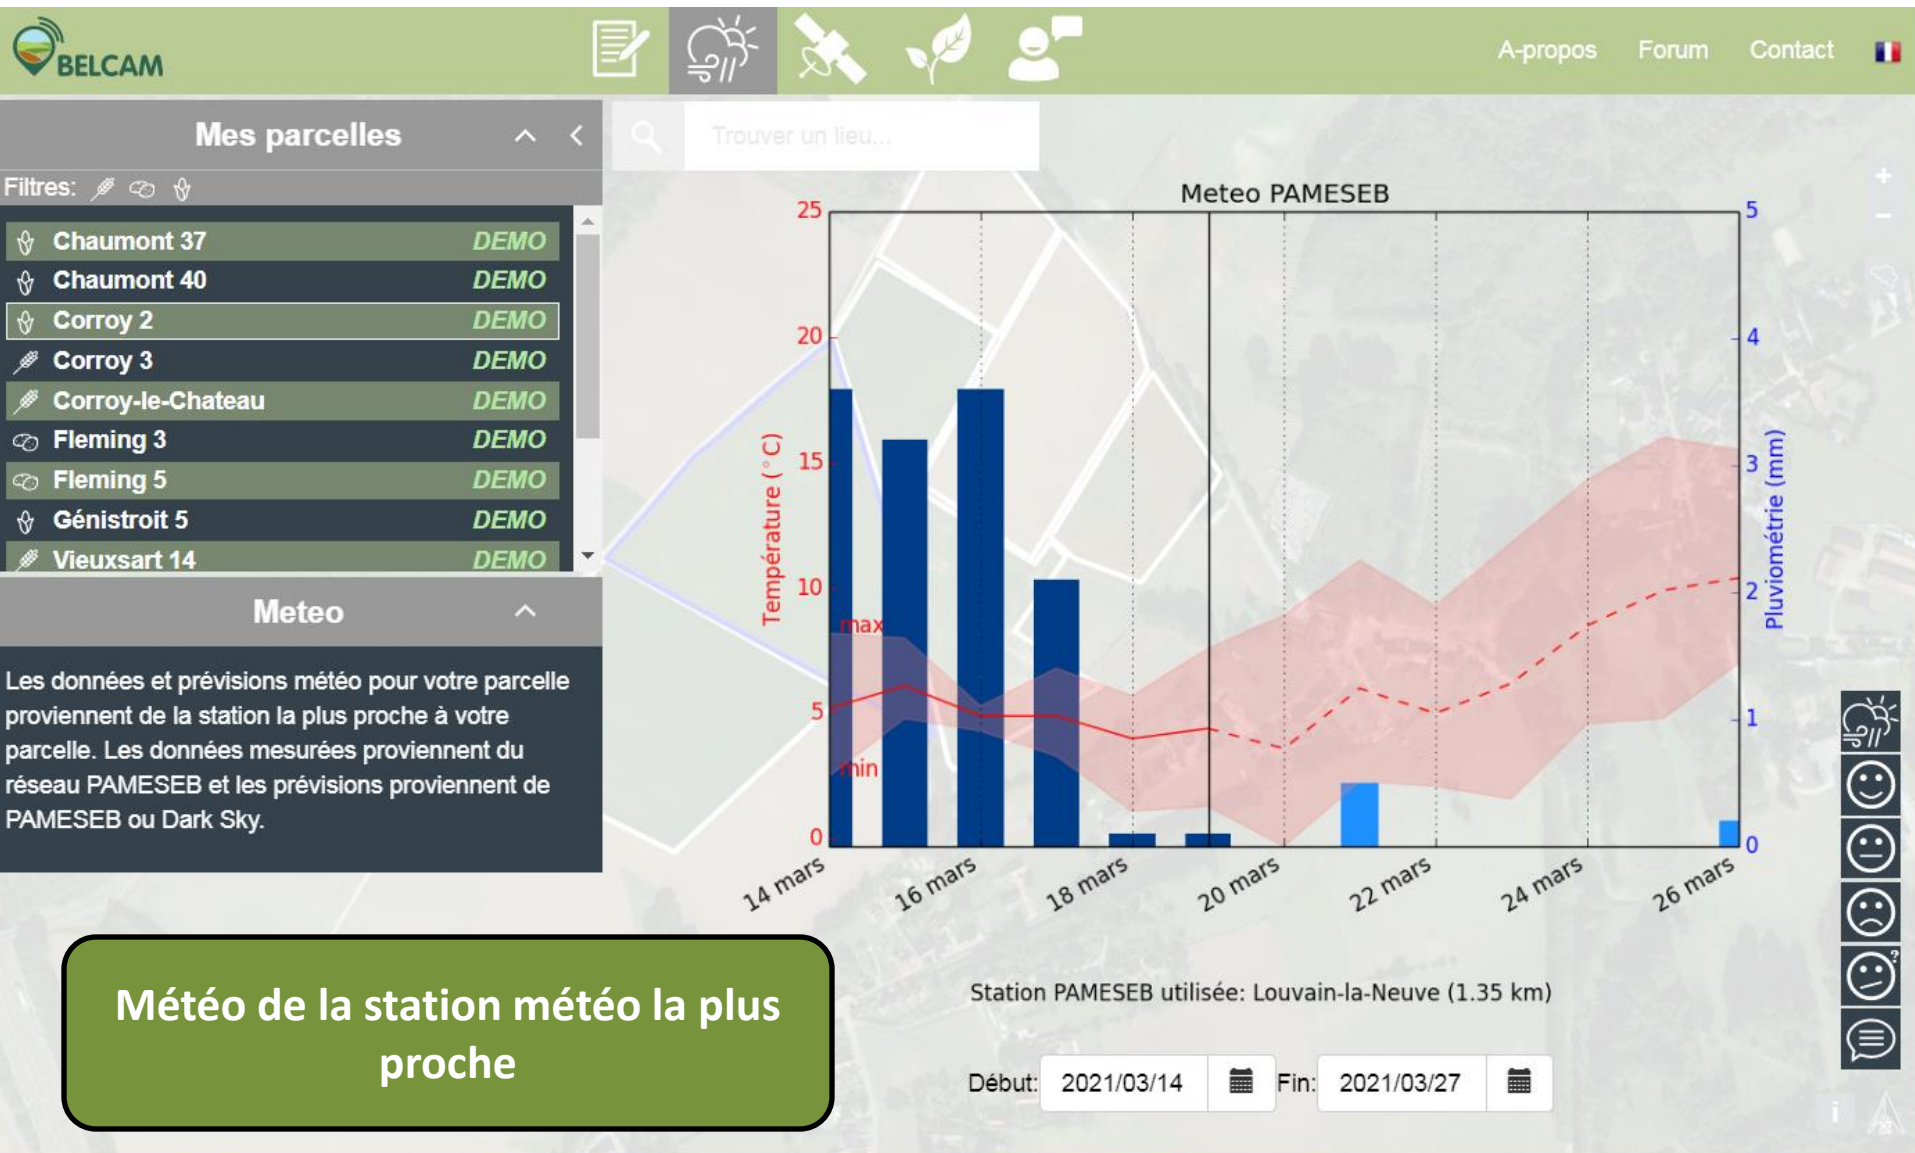 BELCAM
A-propos Forum Contact
Mes parcelles
Trouver un lieu...
Filtres:
Chaumont 37 DEMO
Chaumont 40 DEMO
Corroy 2 DEMO
Corroy 3 DEMO
Corroy-le-Chateau DEMO
Fleming 3 DEMO
Fleming 5 DEMO
Génistroit 5 DEMO
Vieuxsart 14 DEMO
Meteo
Les données et prévisions météo pour votre parcelle
proviennent de la station la plus proche à votre
parcelle. Les données mesurées proviennent du
réseau PAMESEB et les prévisions proviennent de
PAMESEB ou Dark Sky.
Meteo PAMESEB
25
20
15
10
5
0
Température (°C)
max
min
5
4
3
2
1
0
Pluviométrie (mm)
14 mars
16 mars
18 mars
20 mars
22 mars
24 mars
26 mars
Station PAMESEB utilisée: Louvain-la-Neuve (1.35 km)
Début: 2021/03/14 Fin: 2021/03/27
Météo de la station météo la plus
proche